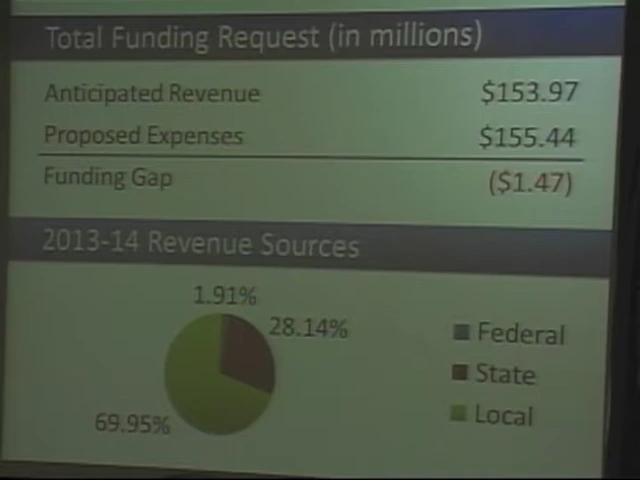 Total Funding Request (in millions)
Anticipated Revenue $153.97
Proposed Expenses $155.44
Funding Gap ($1.47)
2013-14 Revenue Sources
1.91%
28.14%
69.95%
Federal
State
Local